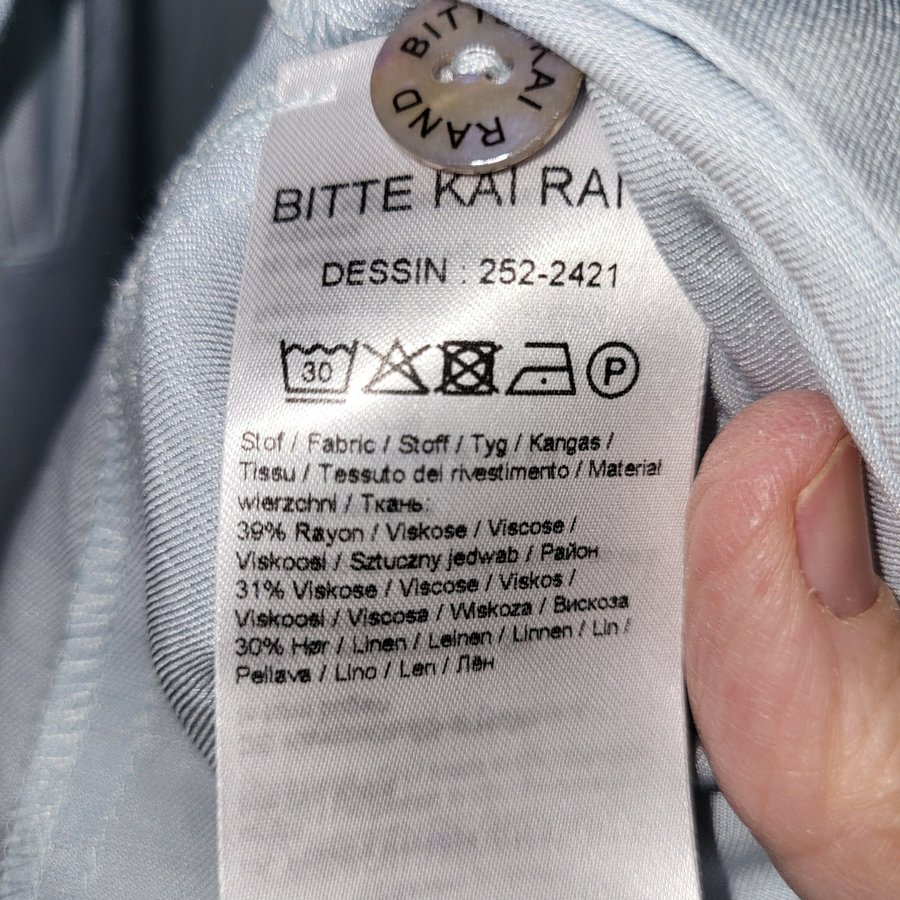 BITTE KAI RAND
BITTE KAI RAN
DESSIN : 252-2421
30
P
Stof / Fabric / Stoff / Tyg / Kangas /
Tissu / Tessuto del rivestimento / Material
wierzchni / Ткань:
39% Rayon / Viskose / Viscose /
Viskoosi / Sztuczny jedwab / Район
31% Viskose / Viscose / Viskos /
Viskoosi / Viscosa / Wiskoza / Вискоза
30% Hør / Linen / Leinen / Linnen / Lin /
Pellava / Lino / Len / Лён